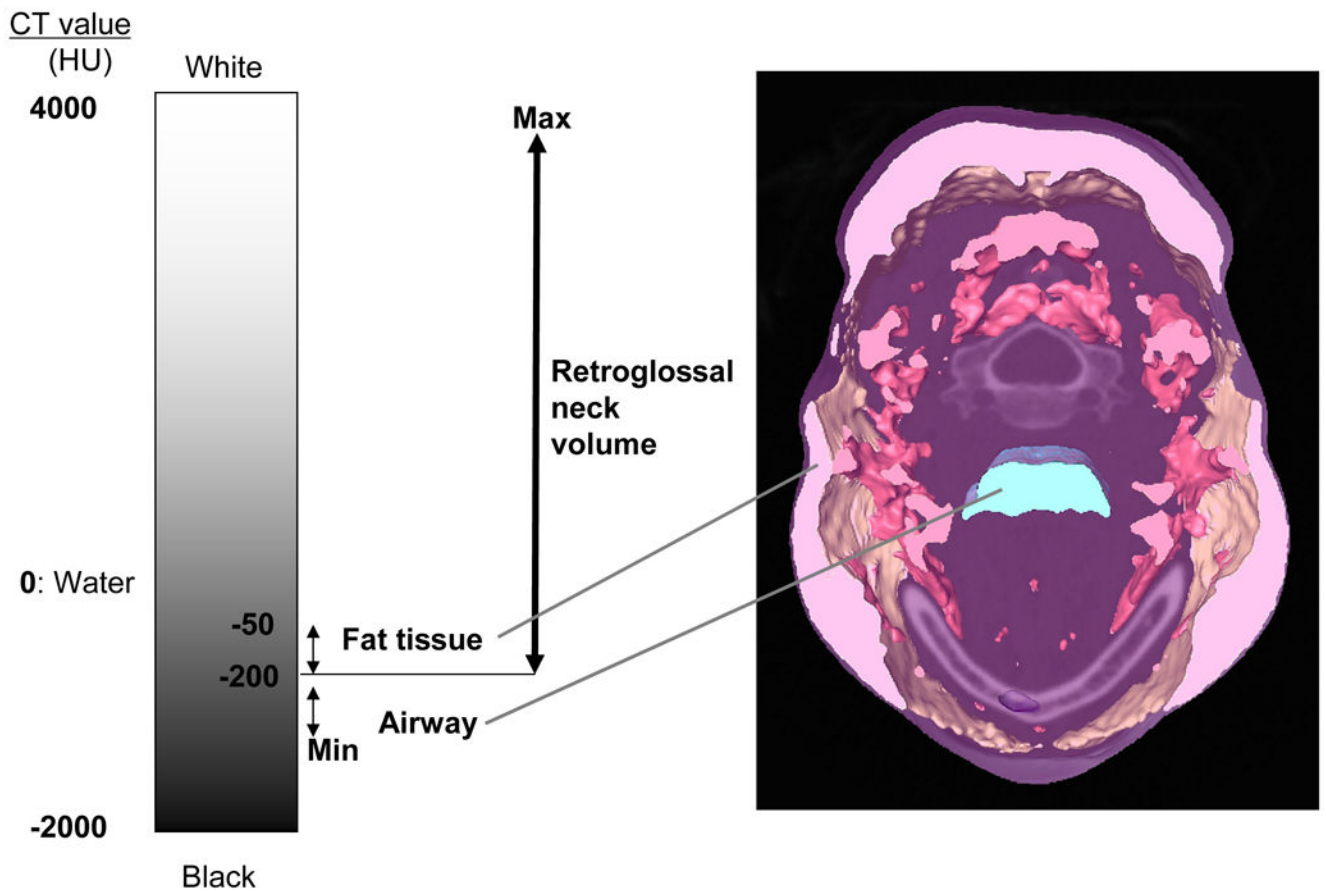 CT value
(HU)
White
4000
Max
Retroglossal
neck
volume
0: Water
-50
Fat tissue
-200
Airway
Min
-2000
Black